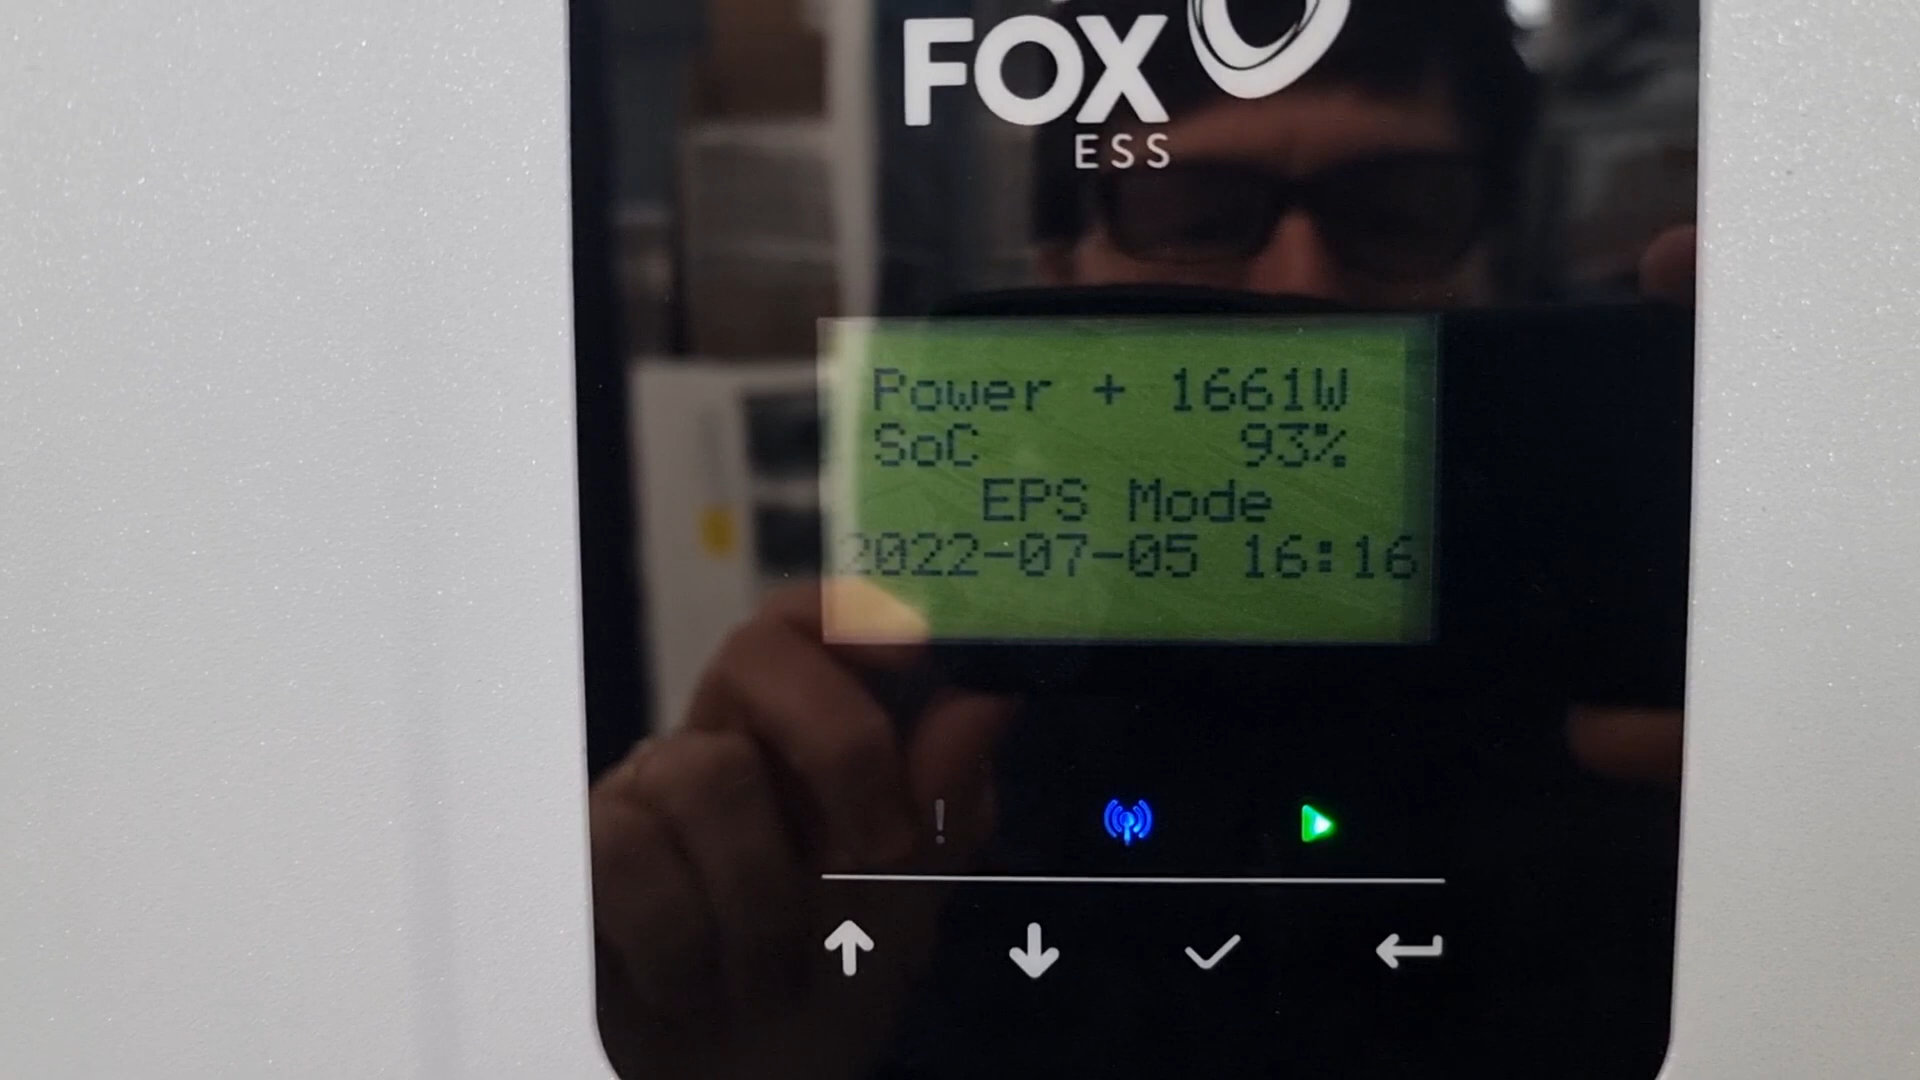 FOX
ESS
Power + 1661W
SoC 93%
EPS Mode
2022-07-05 16:16
!